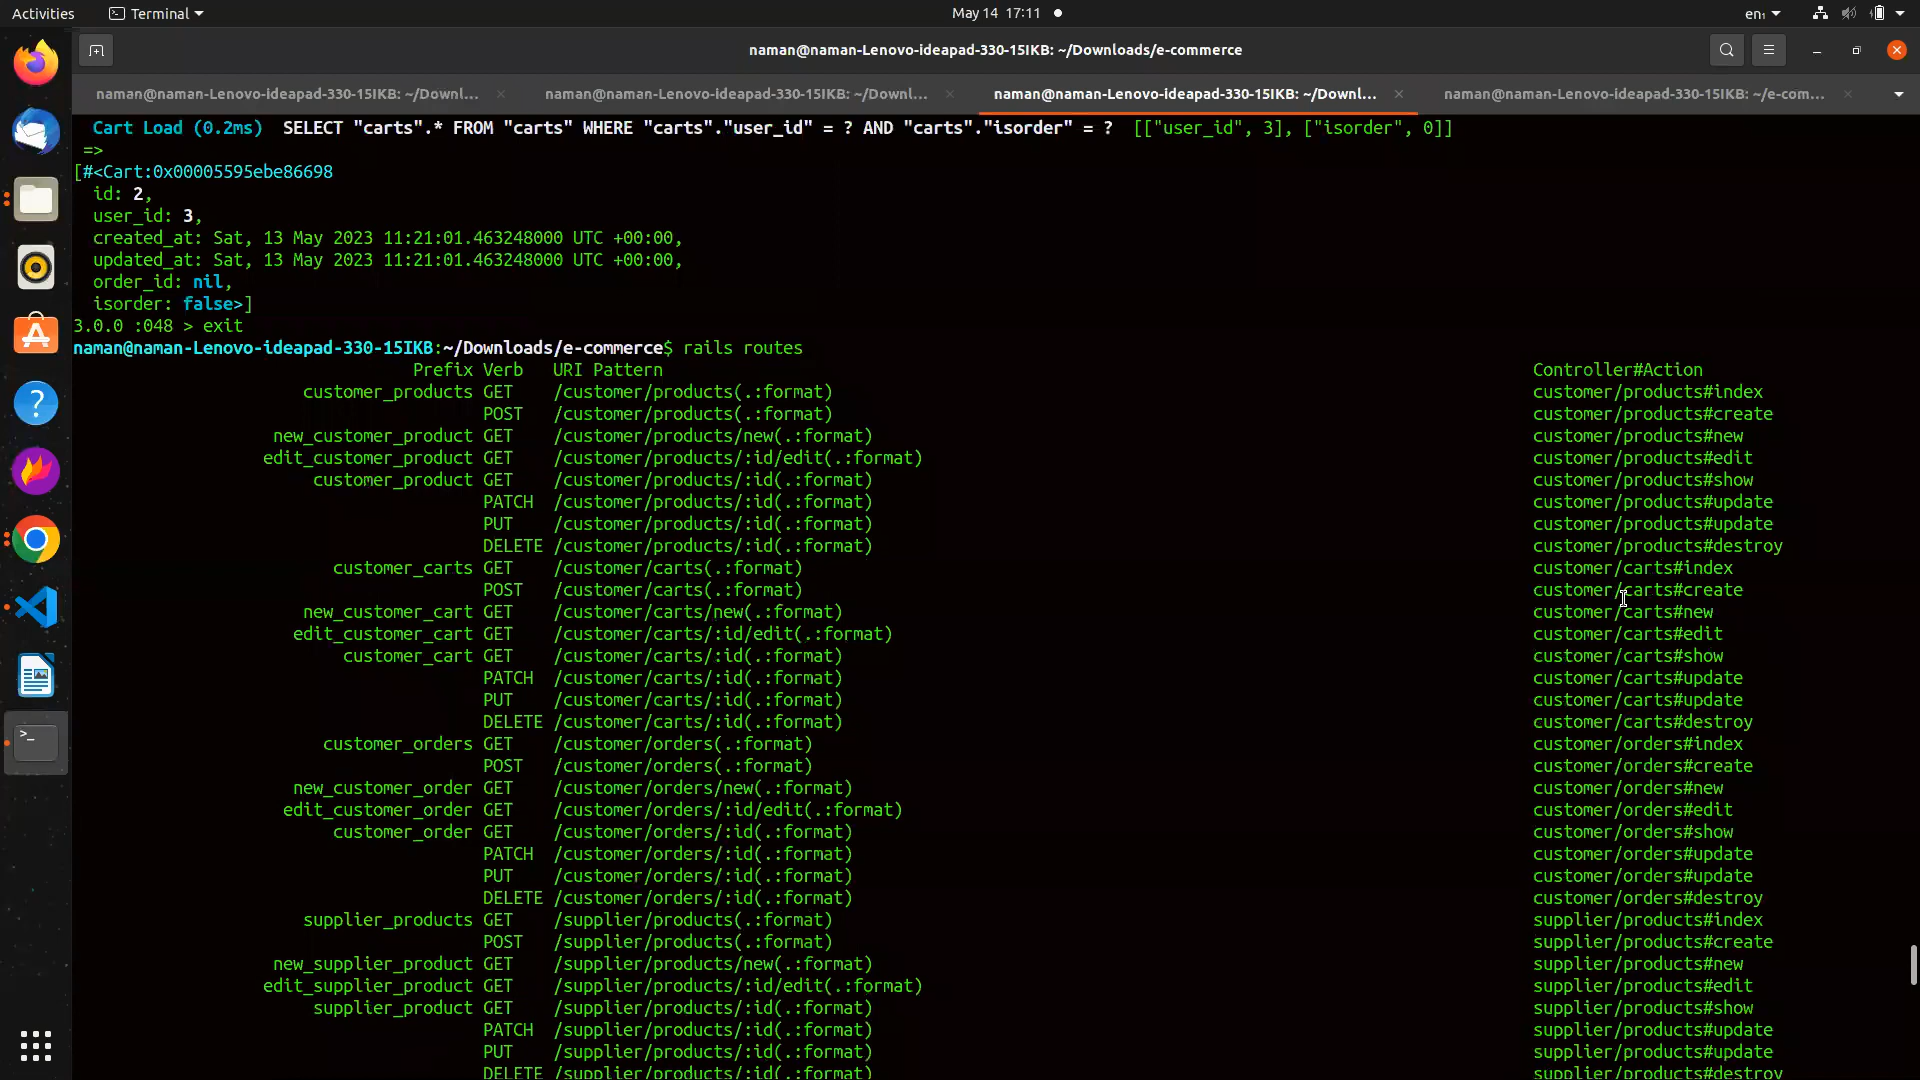 Activities Terminal May 14 17:11 en₁
naman@naman-Lenovo-ideapad-330-15IKB: ~/Downloads/e-commerce
naman@naman-Lenovo-ideapad-330-15IKB: ~/Downl... naman@naman-Lenovo-ideapad-330-15IKB: ~/Downl... naman@naman-Lenovo-ideapad-330-15IKB: ~/Downl... naman@naman-Lenovo-ideapad-330-15IKB: ~/e-com...
Cart Load (0.2ms) SELECT "carts".* FROM "carts" WHERE "carts"."user_id" = ? AND "carts"."isorder" = ? [["user_id", 3], ["isorder", 0]]
=>
[#<Cart:0x00005595ebe86698
id: 2,
user_id: 3,
created_at: Sat, 13 May 2023 11:21:01.463248000 UTC +00:00,
updated_at: Sat, 13 May 2023 11:21:01.463248000 UTC +00:00,
order_id: nil,
isorder: false>]
3.0.0 :048 > exit
naman@naman-Lenovo-ideapad-330-15IKB:~/Downloads/e-commerce$ rails routes
Prefix Verb URI Pattern Controller#Action
customer_products GET /customer/products(.:format) customer/products#index
POST /customer/products(.:format) customer/products#create
new_customer_product GET /customer/products/new(.:format) customer/products#new
edit_customer_product GET /customer/products/:id/edit(.:format) customer/products#edit
customer_product GET /customer/products/:id(.:format) customer/products#show
PATCH /customer/products/:id(.:format) customer/products#update
PUT /customer/products/:id(.:format) customer/products#update
DELETE /customer/products/:id(.:format) customer/products#destroy
customer_carts GET /customer/carts(.:format) customer/carts#index
POST /customer/carts(.:format) customer/carts#create
new_customer_cart GET /customer/carts/new(.:format) customer/carts#new
edit_customer_cart GET /customer/carts/:id/edit(.:format) customer/carts#edit
customer_cart GET /customer/carts/:id(.:format) customer/carts#show
PATCH /customer/carts/:id(.:format) customer/carts#update
PUT /customer/carts/:id(.:format) customer/carts#update
DELETE /customer/carts/:id(.:format) customer/carts#destroy
customer_orders GET /customer/orders(.:format) customer/orders#index
POST /customer/orders(.:format) customer/orders#create
new_customer_order GET /customer/orders/new(.:format) customer/orders#new
edit_customer_order GET /customer/orders/:id/edit(.:format) customer/orders#edit
customer_order GET /customer/orders/:id(.:format) customer/orders#show
PATCH /customer/orders/:id(.:format) customer/orders#update
PUT /customer/orders/:id(.:format) customer/orders#update
DELETE /customer/orders/:id(.:format) customer/orders#destroy
supplier_products GET /supplier/products(.:format) supplier/products#index
POST /supplier/products(.:format) supplier/products#create
new_supplier_product GET /supplier/products/new(.:format) supplier/products#new
edit_supplier_product GET /supplier/products/:id/edit(.:format) supplier/products#edit
supplier_product GET /supplier/products/:id(.:format) supplier/products#show
PATCH /supplier/products/:id(.:format) supplier/products#update
PUT /supplier/products/:id(.:format) supplier/products#update
DELETE /supplier/products/:id(.:format) supplier/products#destroy